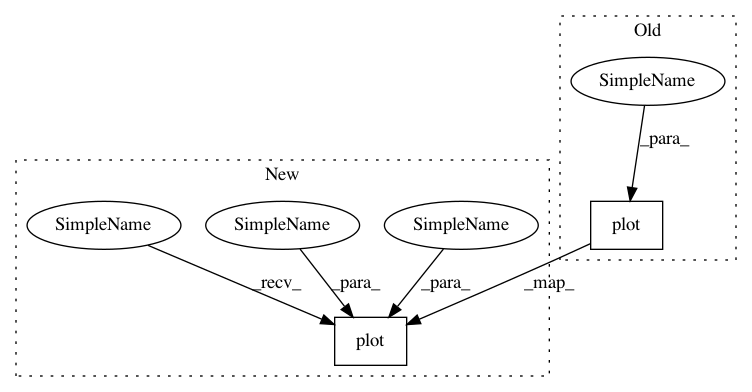 Old
SimpleName
_para_
New
SimpleName
SimpleName
SimpleName
plot
_recv_
_para_
_para_
_map_
plot